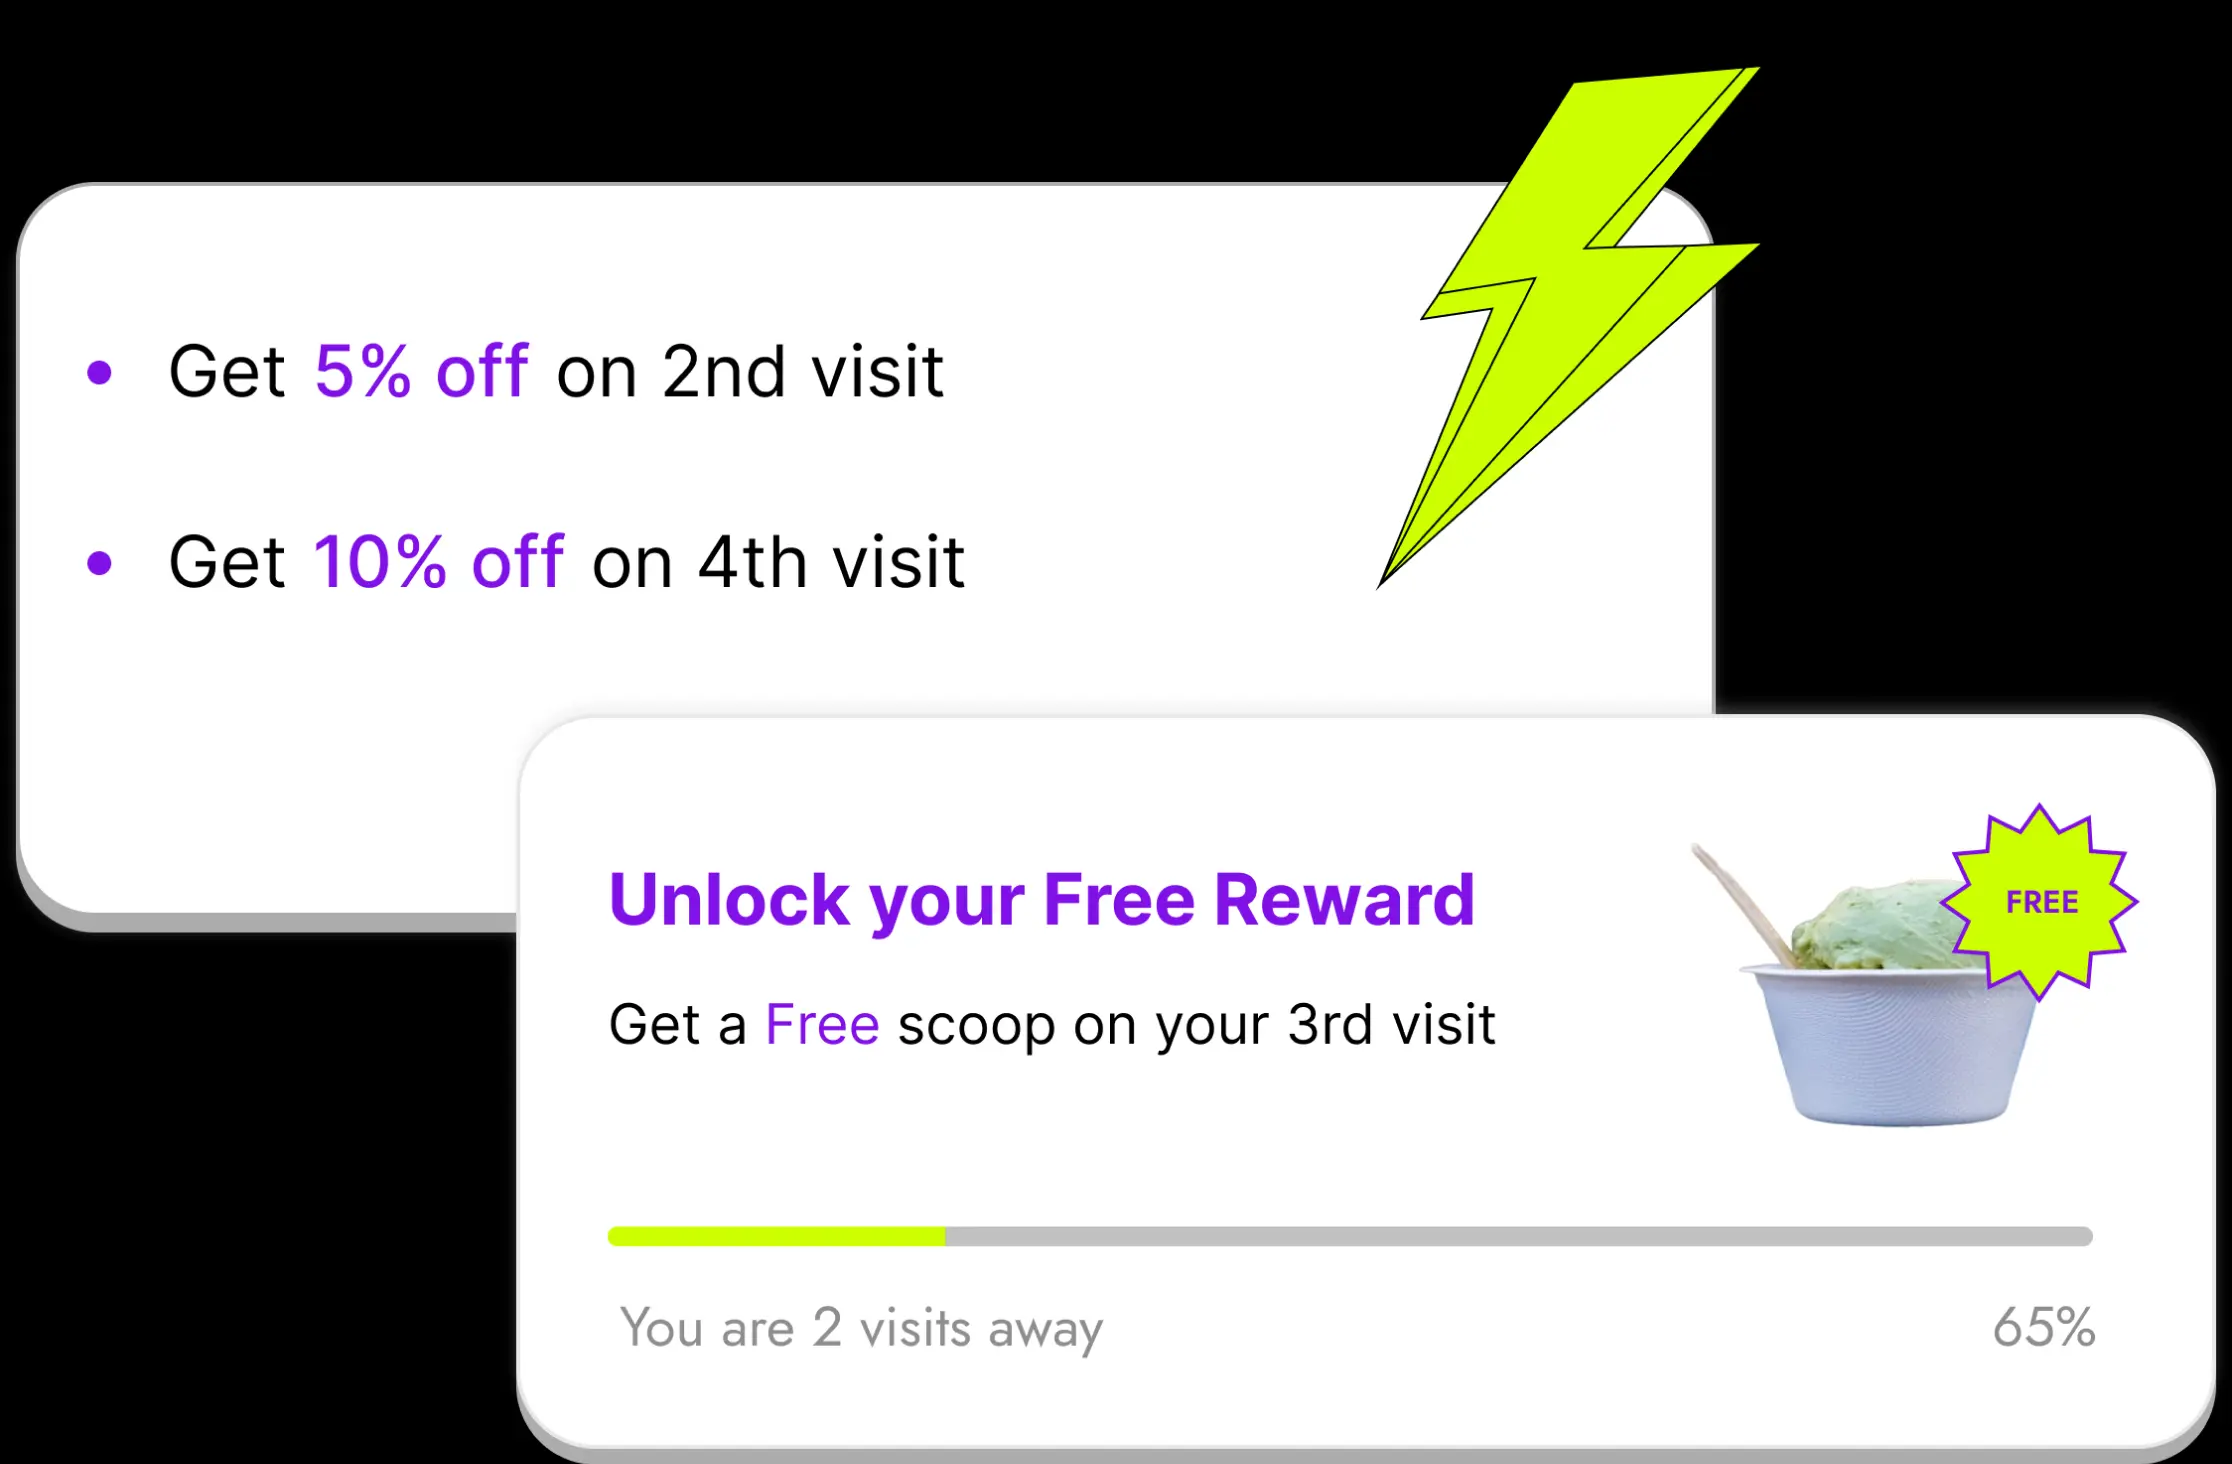 Get 5% off on 2nd visit
Get 10% off on 4th visit
Unlock your Free Reward
FREE
Get a Free scoop on your 3rd visit
You are 2 visits away
65%